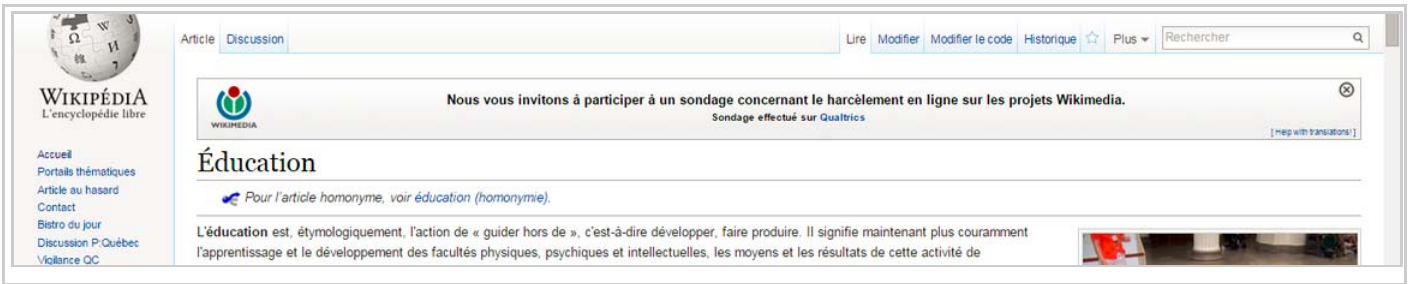 Article Discussion
Lire Modifier Modifier le code Historique Plus Rechercher
WIKIPÉDIA
L'encyclopédie libre
Accueil
Portails thématiques
Article au hasard
Contact
Bistro du jour
Discussion P:Québec
Vigilance QC
WIKIMEDIA
Nous vous invitons à participer à un sondage concernant le harcèlement en ligne sur les projets Wikimedia.
Sondage effectué sur Qualtrics
[ Help with translations! ]
Éducation
Pour l'article homonyme, voir éducation (homonymie).
L'éducation est, étymologiquement, l'action de « guider hors de », c'est-à-dire développer, faire produire. Il signifie maintenant plus couramment
l'apprentissage et le développement des facultés physiques, psychiques et intellectuelles, les moyens et les résultats de cette activité de